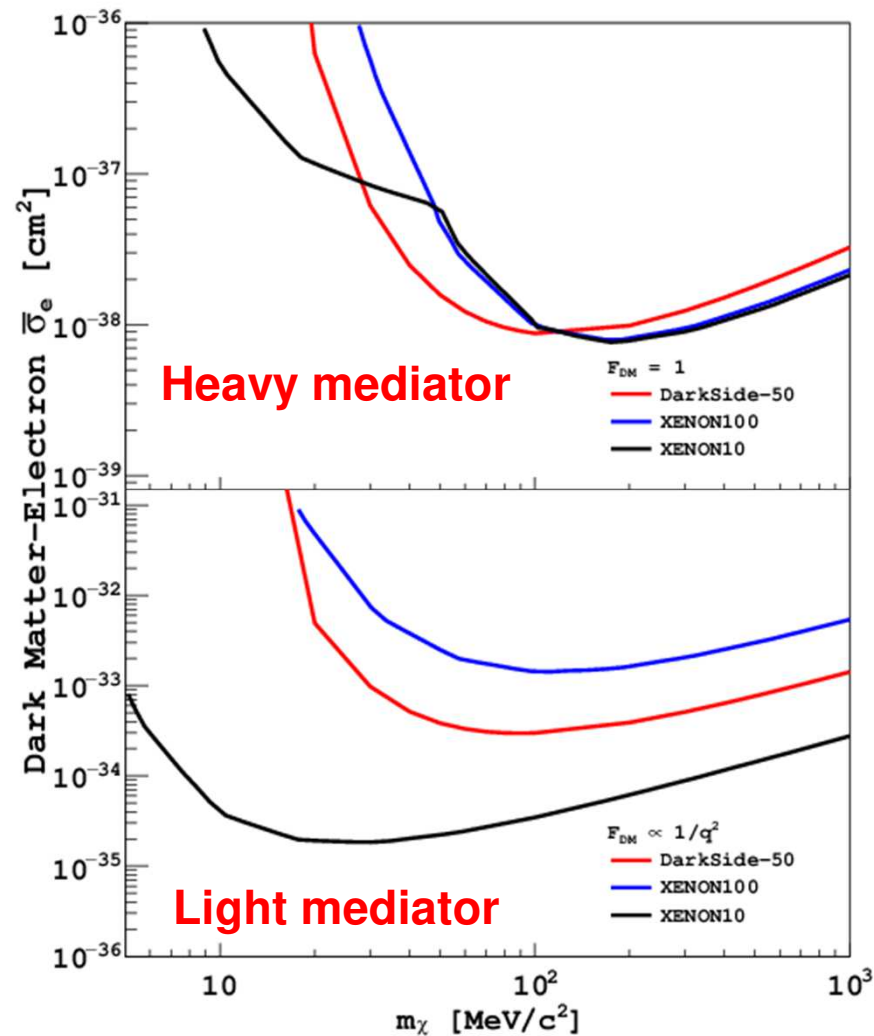 Dark Matter-Electron σ̅ₑ [cm²]
10⁻³⁶
10⁻³⁷
10⁻³⁸
10⁻³⁹
Heavy mediator
F_DM = 1
DarkSide-50
XENON100
XENON10
10⁻³¹
10⁻³²
10⁻³³
10⁻³⁴
10⁻³⁵
10⁻³⁶
Light mediator
F_DM ∝ 1/q²
DarkSide-50
XENON100
XENON10
10 10² 10³
mχ [MeV/c²]